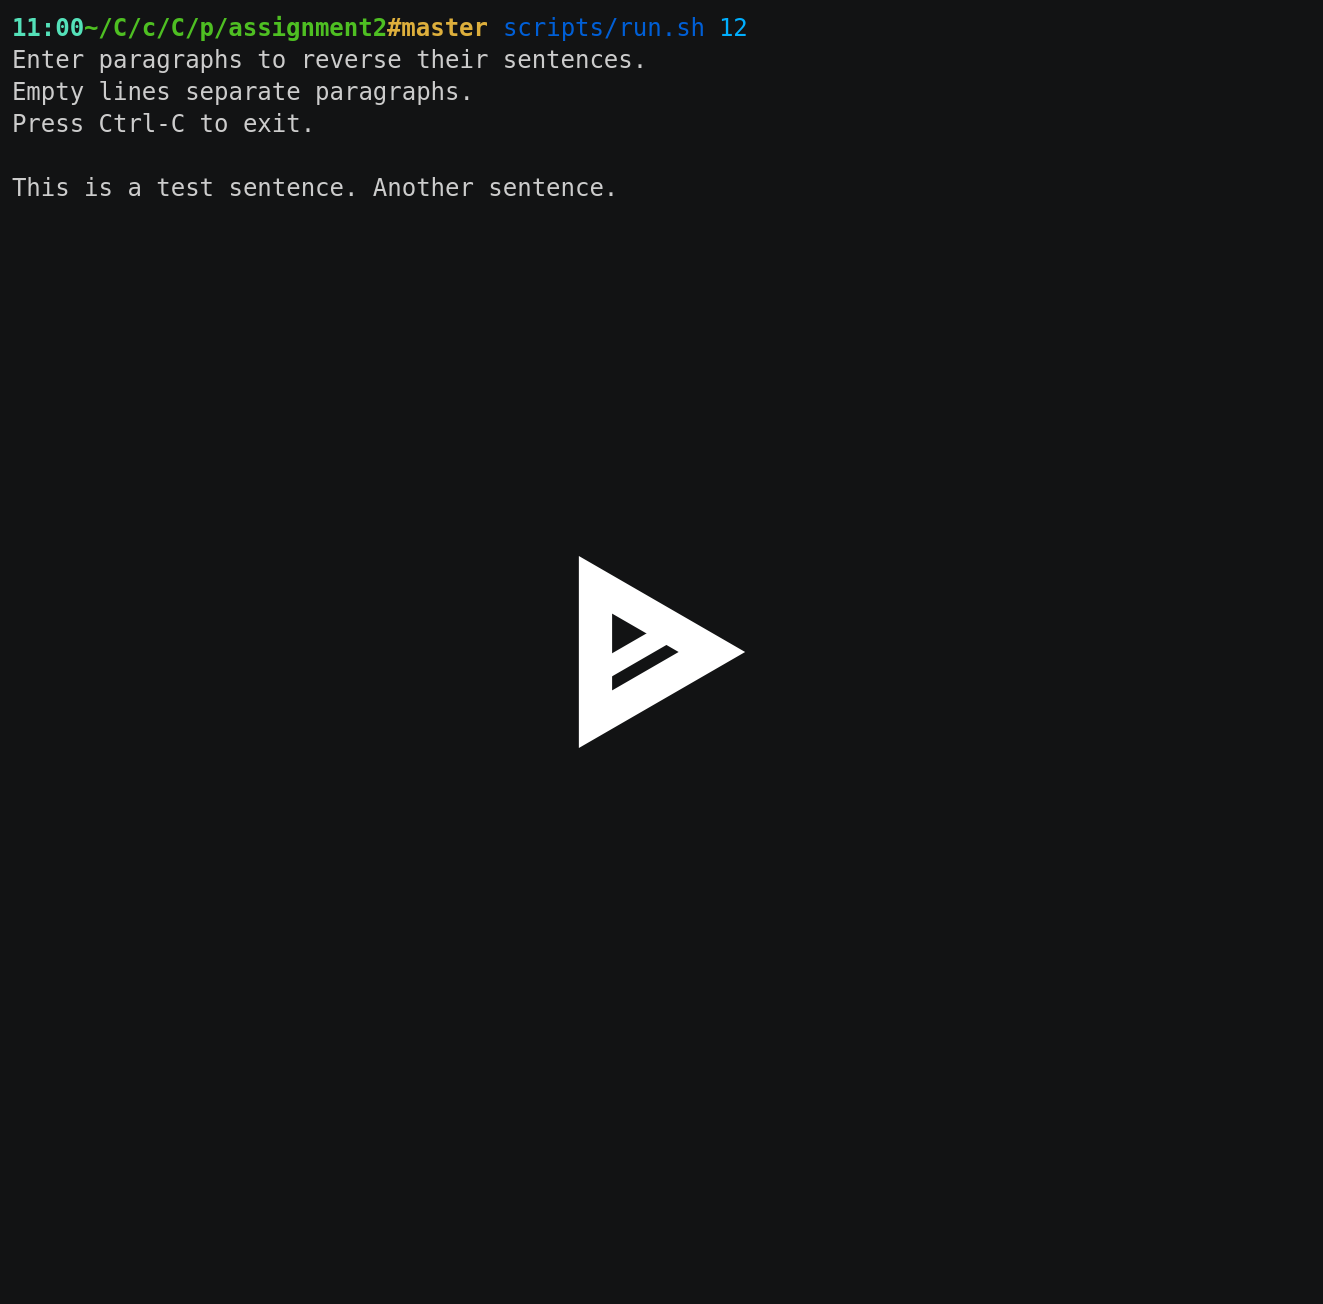 11:00~/C/c/C/p/assignment2#master scripts/run.sh 12
Enter paragraphs to reverse their sentences.
Empty lines separate paragraphs.
Press Ctrl-C to exit.
This is a test sentence. Another sentence.